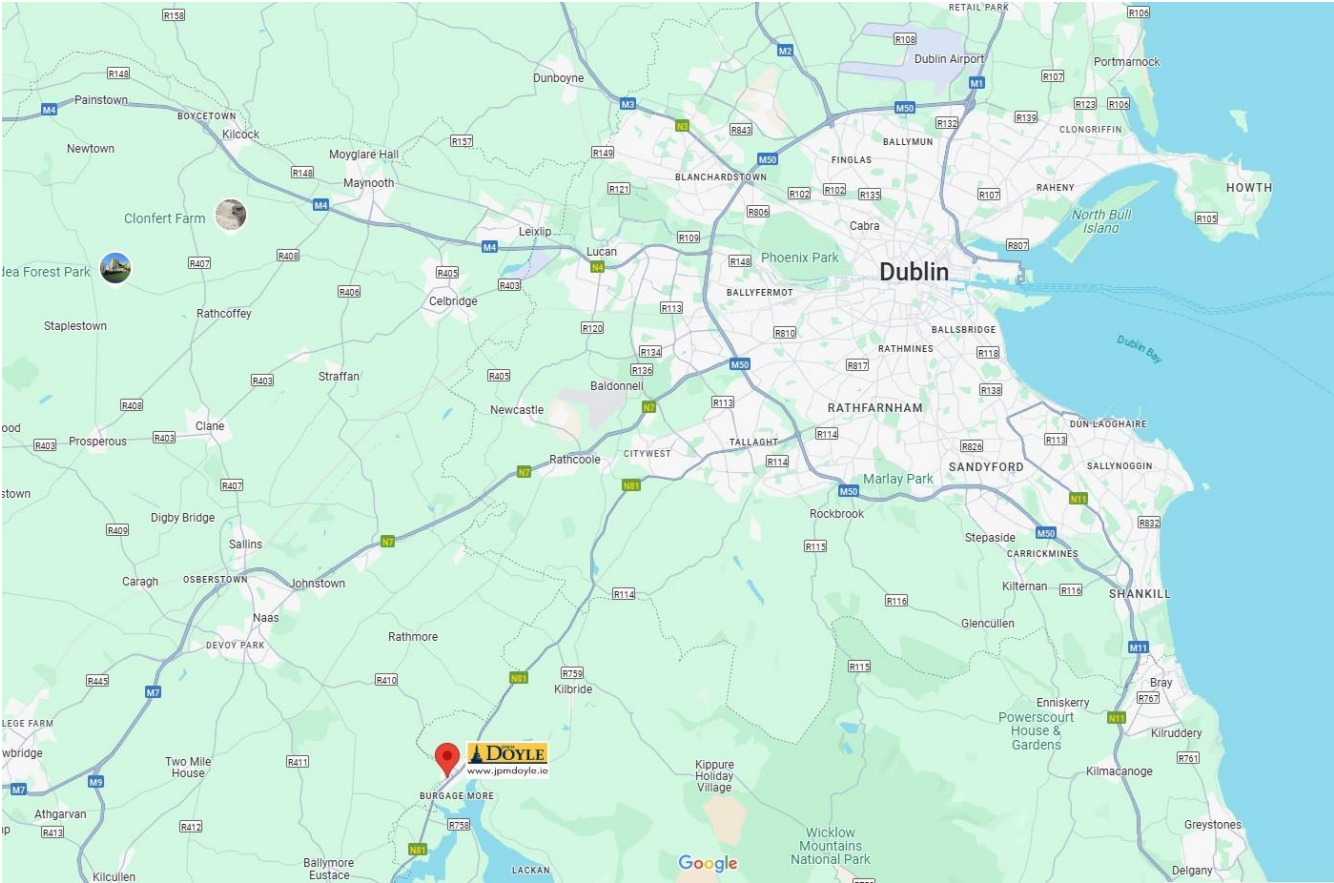 RETAIL PARK
R106
R158
R108
M2
Dublin Airport
Portmarnock
R148
Dunboyne
M1
R107
Painstown
M4
M3
M50
R123
R106
BOYCETOWN
R139
Kilcock
N3
R843
R132
CLONGRIFFIN
Newtown
R157
BALLYMUN
Moyglare Hall
R149
M50
FINGLAS
R148
BLANCHARDSTOWN
Maynooth
R121
R102
R102
R135
R107
RAHENY
HOWTH
M4
R806
Clonfert Farm
Cabra
North Bull
Island
R105
Leixlip
R109
R807
M4
Lucan
R148
Phoenix Park
R407
R408
N4
Dublin
dea Forest Park
R405
R403
R406
BALLYFERMOT
Celbridge
R113
Rathcoffey
Staplestown
R120
R810
BALLSBRIDGE
Dublin Bay
R134
RATHMINES
R118
R136
M50
R817
Straffan
R405
R403
Baldonnell
R138
R408
Newcastle
N7
R113
RATHFARNHAM
Clane
DUN LAOGHAIRE
ood
R403
Prosperous
R403
TALLAGHT
R114
R826
R113
Rathcoole
CITYWEST
R114
SANDYFORD
SALLYNOGGIN
N7
Marlay Park
stown
R407
N81
M50
N11
Digby Bridge
Rockbrook
R832
R409
Sallins
N7
Stepaside
M50
R115
CARRICKMINES
Caragh
OSBERSTOWN
Johnstown
Kilternan
R116
SHANKILL
R114
R116
Naas
Glencullen
Rathmore
DEVOY PARK
M11
R115
R445
R410
N81
R759
Bray
M7
Kilbride
R767
Enniskerry
Powerscourt
House &
Gardens
N11
LEGE FARM
Kilruddery
wbridge
Two Mile
House
R411
JPM
DOYLE
www.jpmdoyle.ie
R761
Kippure
Holiday
Village
Kilmacanoge
M7
M9
BURGAGE MORE
Athgarvan
R412
R758
R413
Wicklow
Mountains
National Park
Greystones
N81
Ballymore
Eustace
Google
Kilcullen
LACKAN
Delgany